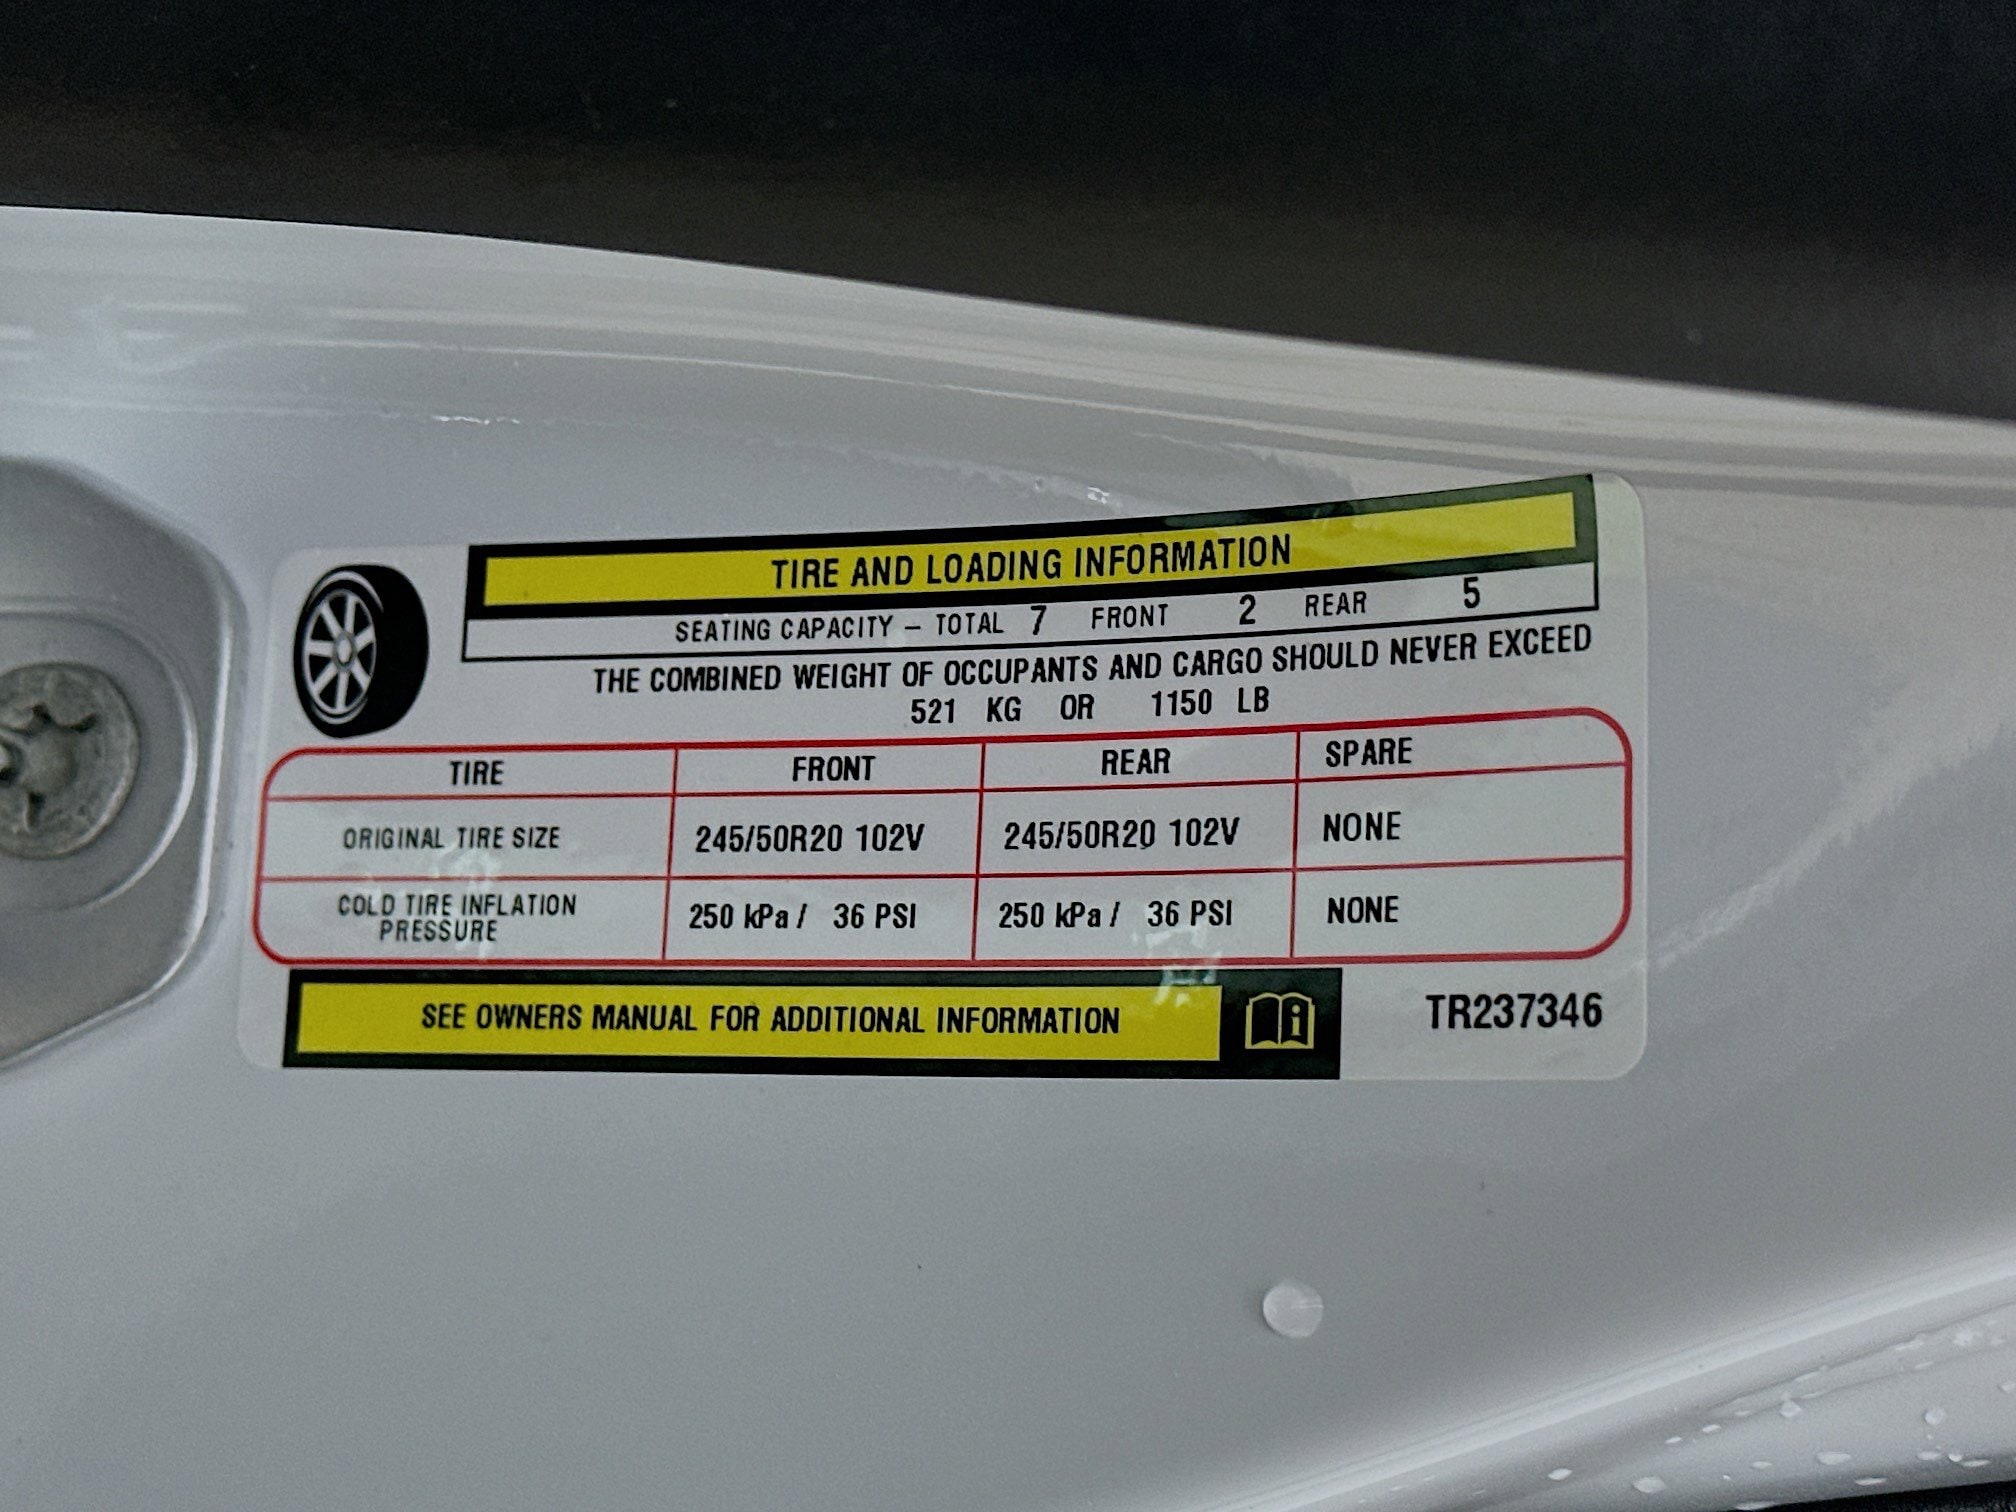 TIRE AND LOADING INFORMATION
SEATING CAPACITY – TOTAL 7 FRONT 2 REAR 5
THE COMBINED WEIGHT OF OCCUPANTS AND CARGO SHOULD NEVER EXCEED
521 KG OR 1150 LB
TIRE FRONT REAR SPARE
ORIGINAL TIRE SIZE 245/50R20 102V 245/50R20 102V NONE
COLD TIRE INFLATION PRESSURE 250 kPa / 36 PSI 250 kPa / 36 PSI NONE
SEE OWNERS MANUAL FOR ADDITIONAL INFORMATION
TR237346